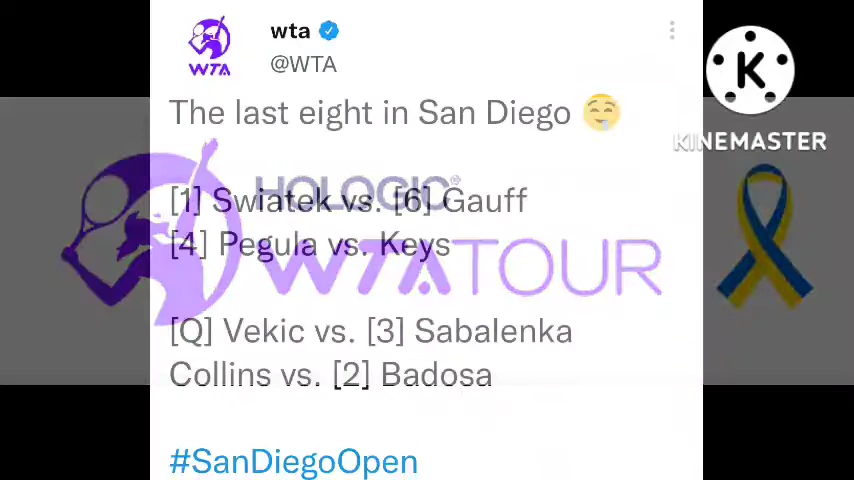 wta
@WTA
WTA
The last eight in San Diego 🤤
[1] Swiatek vs. [6] Gauff
[4] Pegula vs. Keys
[Q] Vekic vs. [3] Sabalenka
Collins vs. [2] Badosa
#SanDiegoOpen
HOLOGIC®
WTA TOUR
K
KINEMASTER